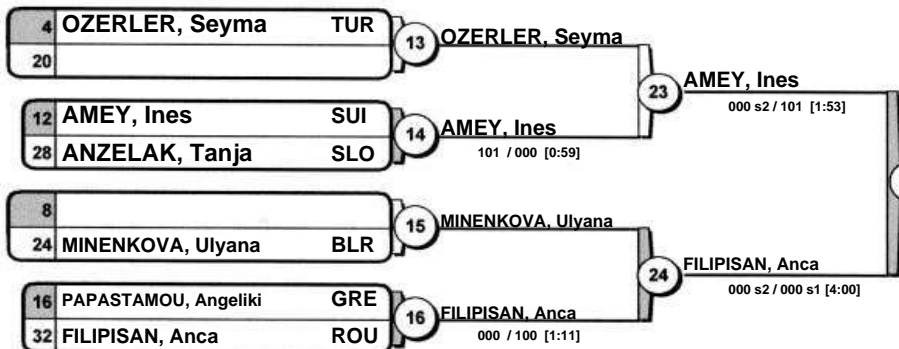 4 OZERLER, Seyma TUR
20
13
OZERLER, Seyma
12 AMEY, Ines SUI
28 ANZELAK, Tanja SLO
14
AMEY, Ines
101 / 000 [0:59]
23
AMEY, Ines
000 s2 / 101 [1:53]
8
24 MINENKOVA, Ulyana BLR
15
MINENKOVA, Ulyana
16 PAPASTAMOU, Angeliki GRE
32 FILIPISAN, Anca ROU
16
FILIPISAN, Anca
000 / 100 [1:11]
24
FILIPISAN, Anca
000 s2 / 000 s1 [4:00]